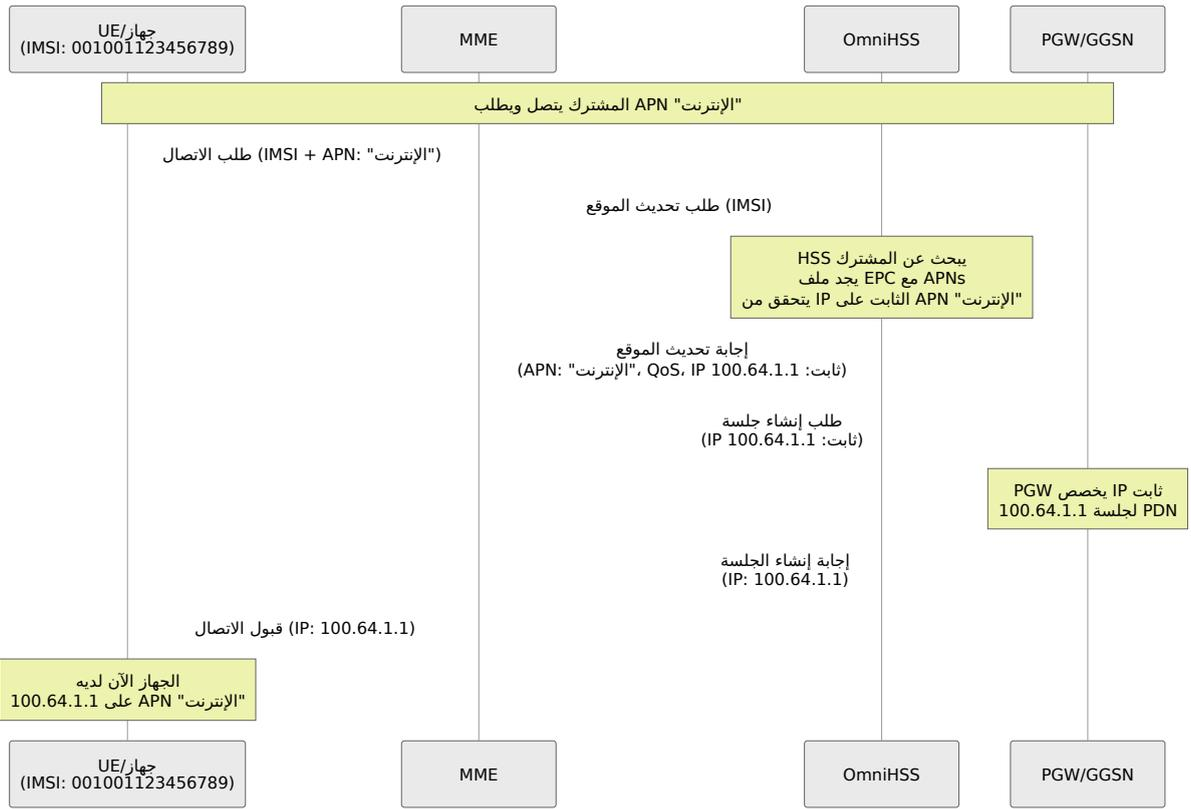 جهاز/UE
(IMSI: 001001123456789)
MME
OmniHSS
PGW/GGSN
المشترك يتصل ويطلب APN "الإنترنت"
طلب الاتصال (IMSI + APN: "الإنترنت")
طلب تحديث الموقع (IMSI)
HSS يبحث عن المشترك
يجد ملف EPC مع APNs
يتحقق من IP الثابت على APN "الإنترنت"
إجابة تحديث الموقع
(APN: "الإنترنت"، QoS، IP ثابت: 100.64.1.1)
طلب إنشاء جلسة
(IP ثابت: 100.64.1.1)
PGW يخصص IP ثابت
100.64.1.1 لجلسة PDN
إجابة إنشاء الجلسة
(IP: 100.64.1.1)
قبول الاتصال (IP: 100.64.1.1)
الجهاز الآن لديه
100.64.1.1 على APN "الإنترنت"
جهاز/UE
(IMSI: 001001123456789)
MME
OmniHSS
PGW/GGSN